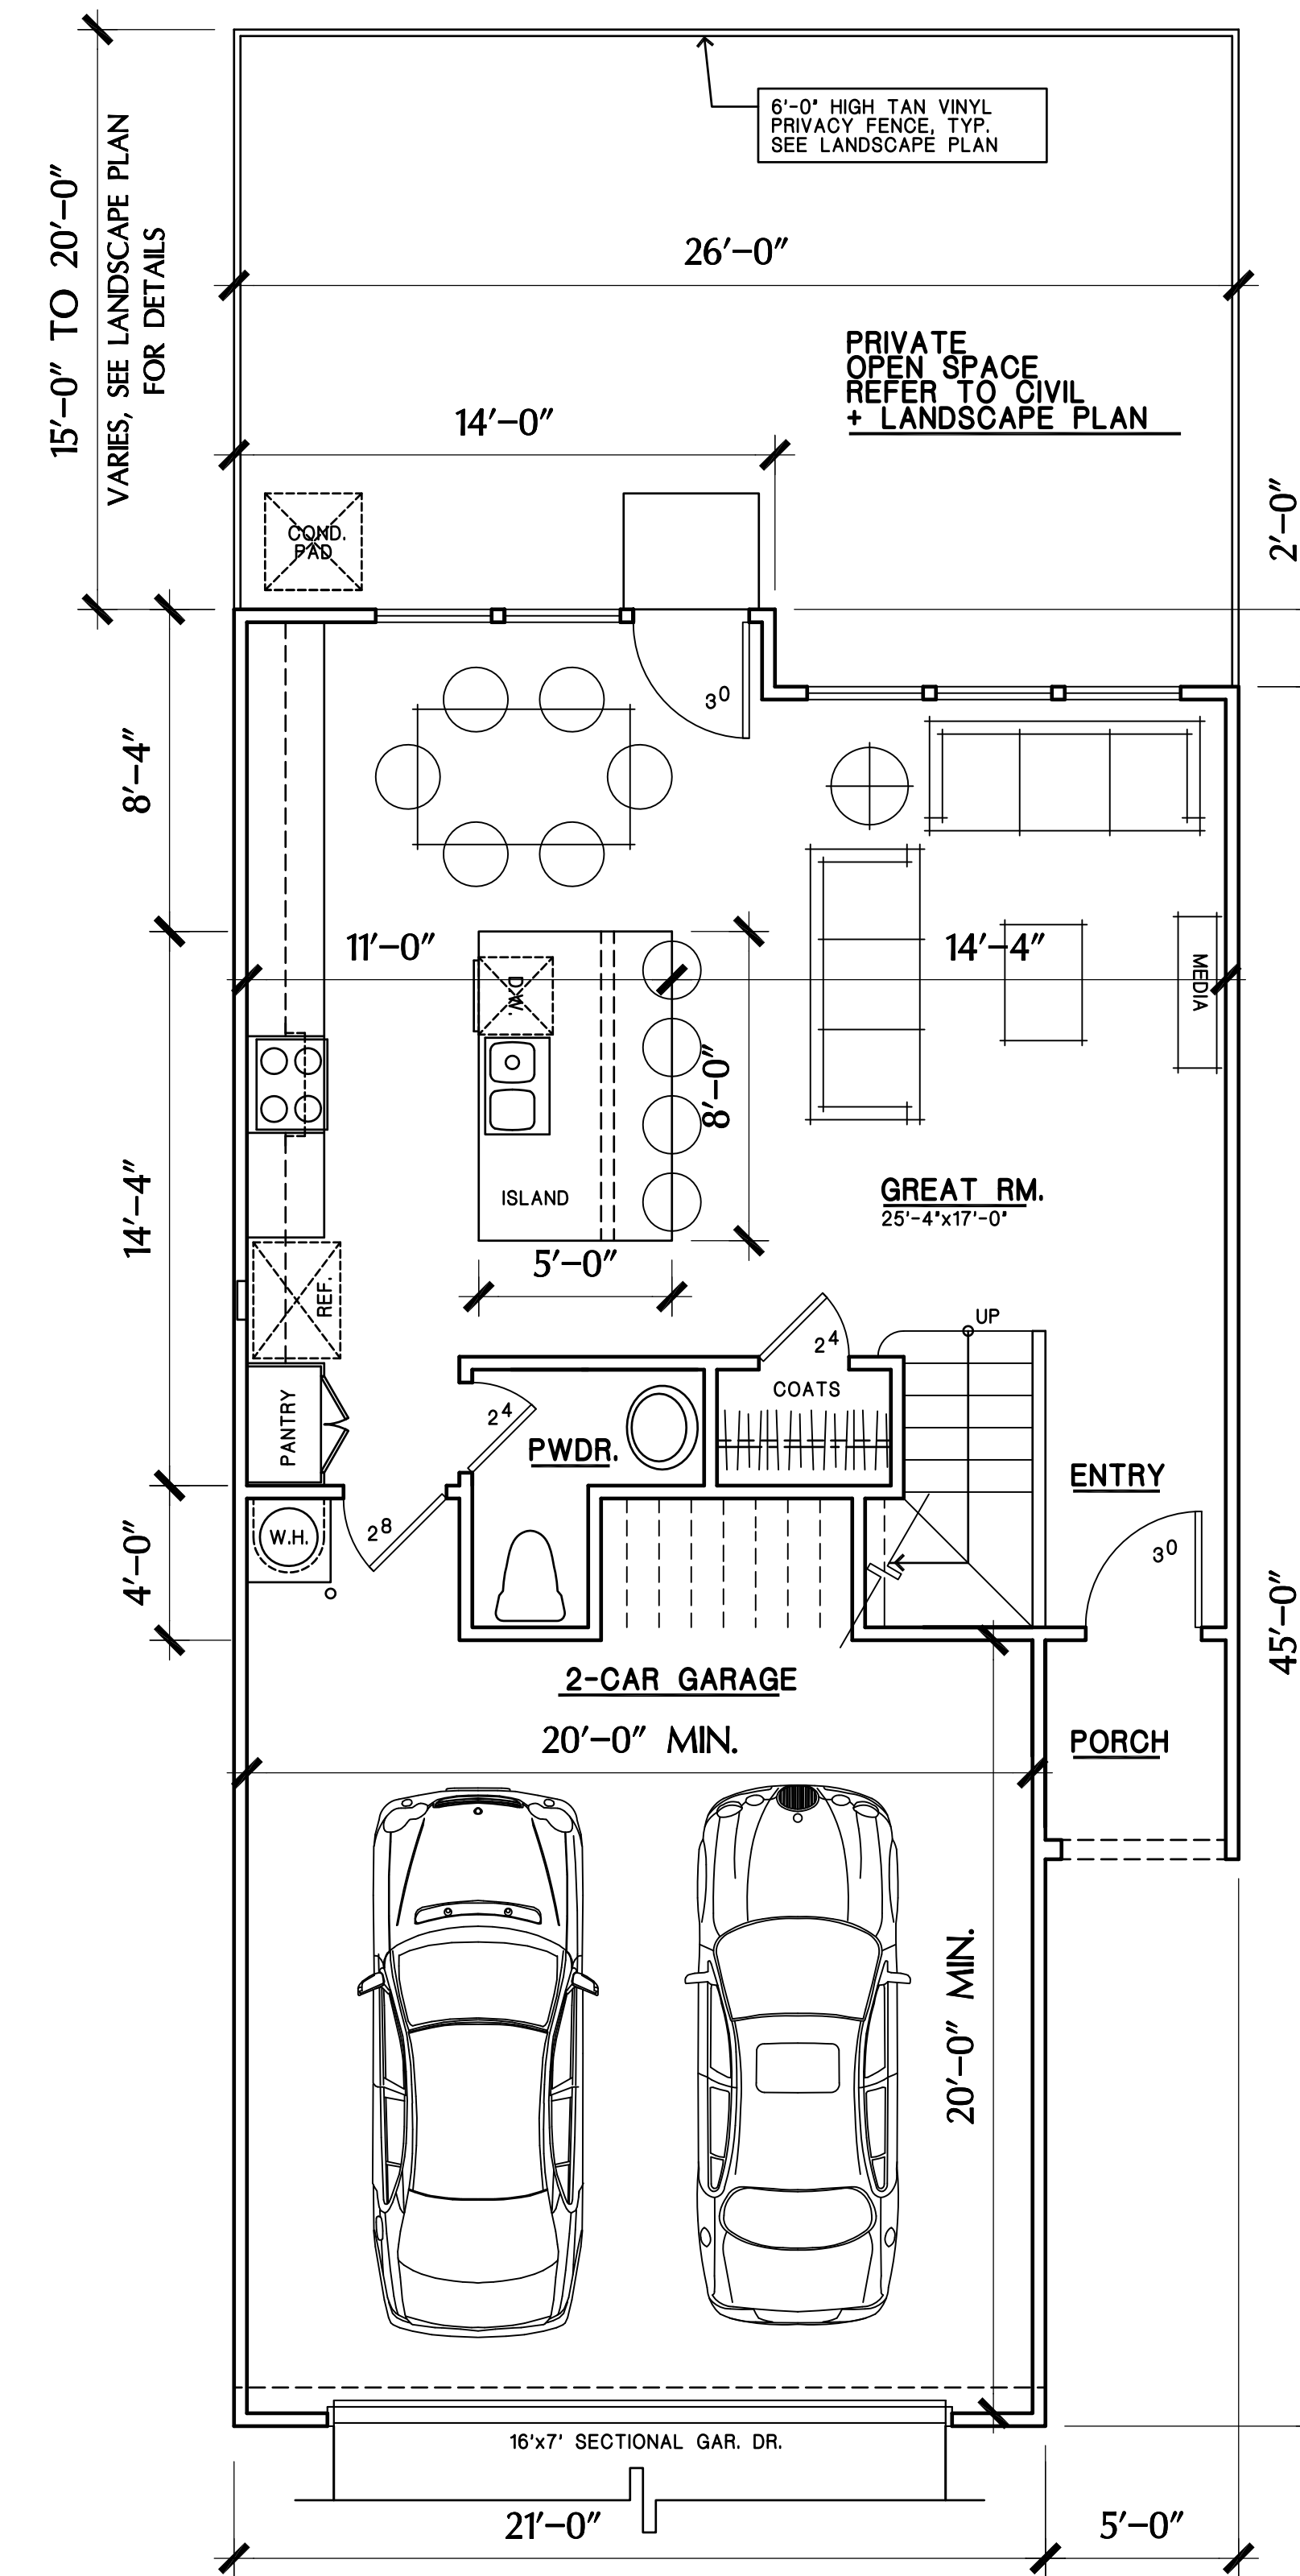 6'-0" HIGH TAN VINYL
PRIVACY FENCE, TYP.
SEE LANDSCAPE PLAN
15'-0" TO 20'-0"
VARIES, SEE LANDSCAPE PLAN
FOR DETAILS
26'-0"
PRIVATE
OPEN SPACE
REFER TO CIVIL
+ LANDSCAPE PLAN
14'-0"
2'-0"
COND.
PAD
30
8'-4"
11'-0"
14'-4"
D.W.
MEDIA
8'-0"
14'-4"
ISLAND
GREAT RM.
25'-4"x17'-0"
5'-0"
REF.
UP
24
COATS
PANTRY
24
PWDR.
ENTRY
W.H.
28
30
4'-0"
45'-0"
2-CAR GARAGE
20'-0" MIN.
PORCH
20'-0" MIN.
16'x7' SECTIONAL GAR. DR.
21'-0"
5'-0"